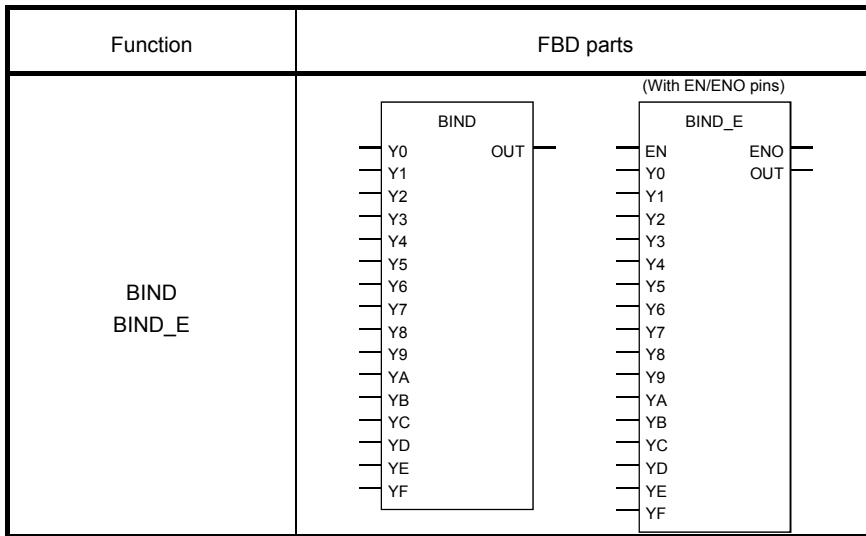 Function
FBD parts
BIND
BIND_E
(With EN/ENO pins)
BIND
Y0 OUT
Y1
Y2
Y3
Y4
Y5
Y6
Y7
Y8
Y9
YA
YB
YC
YD
YE
YF
BIND_E
EN ENO
Y0 OUT
Y1
Y2
Y3
Y4
Y5
Y6
Y7
Y8
Y9
YA
YB
YC
YD
YE
YF